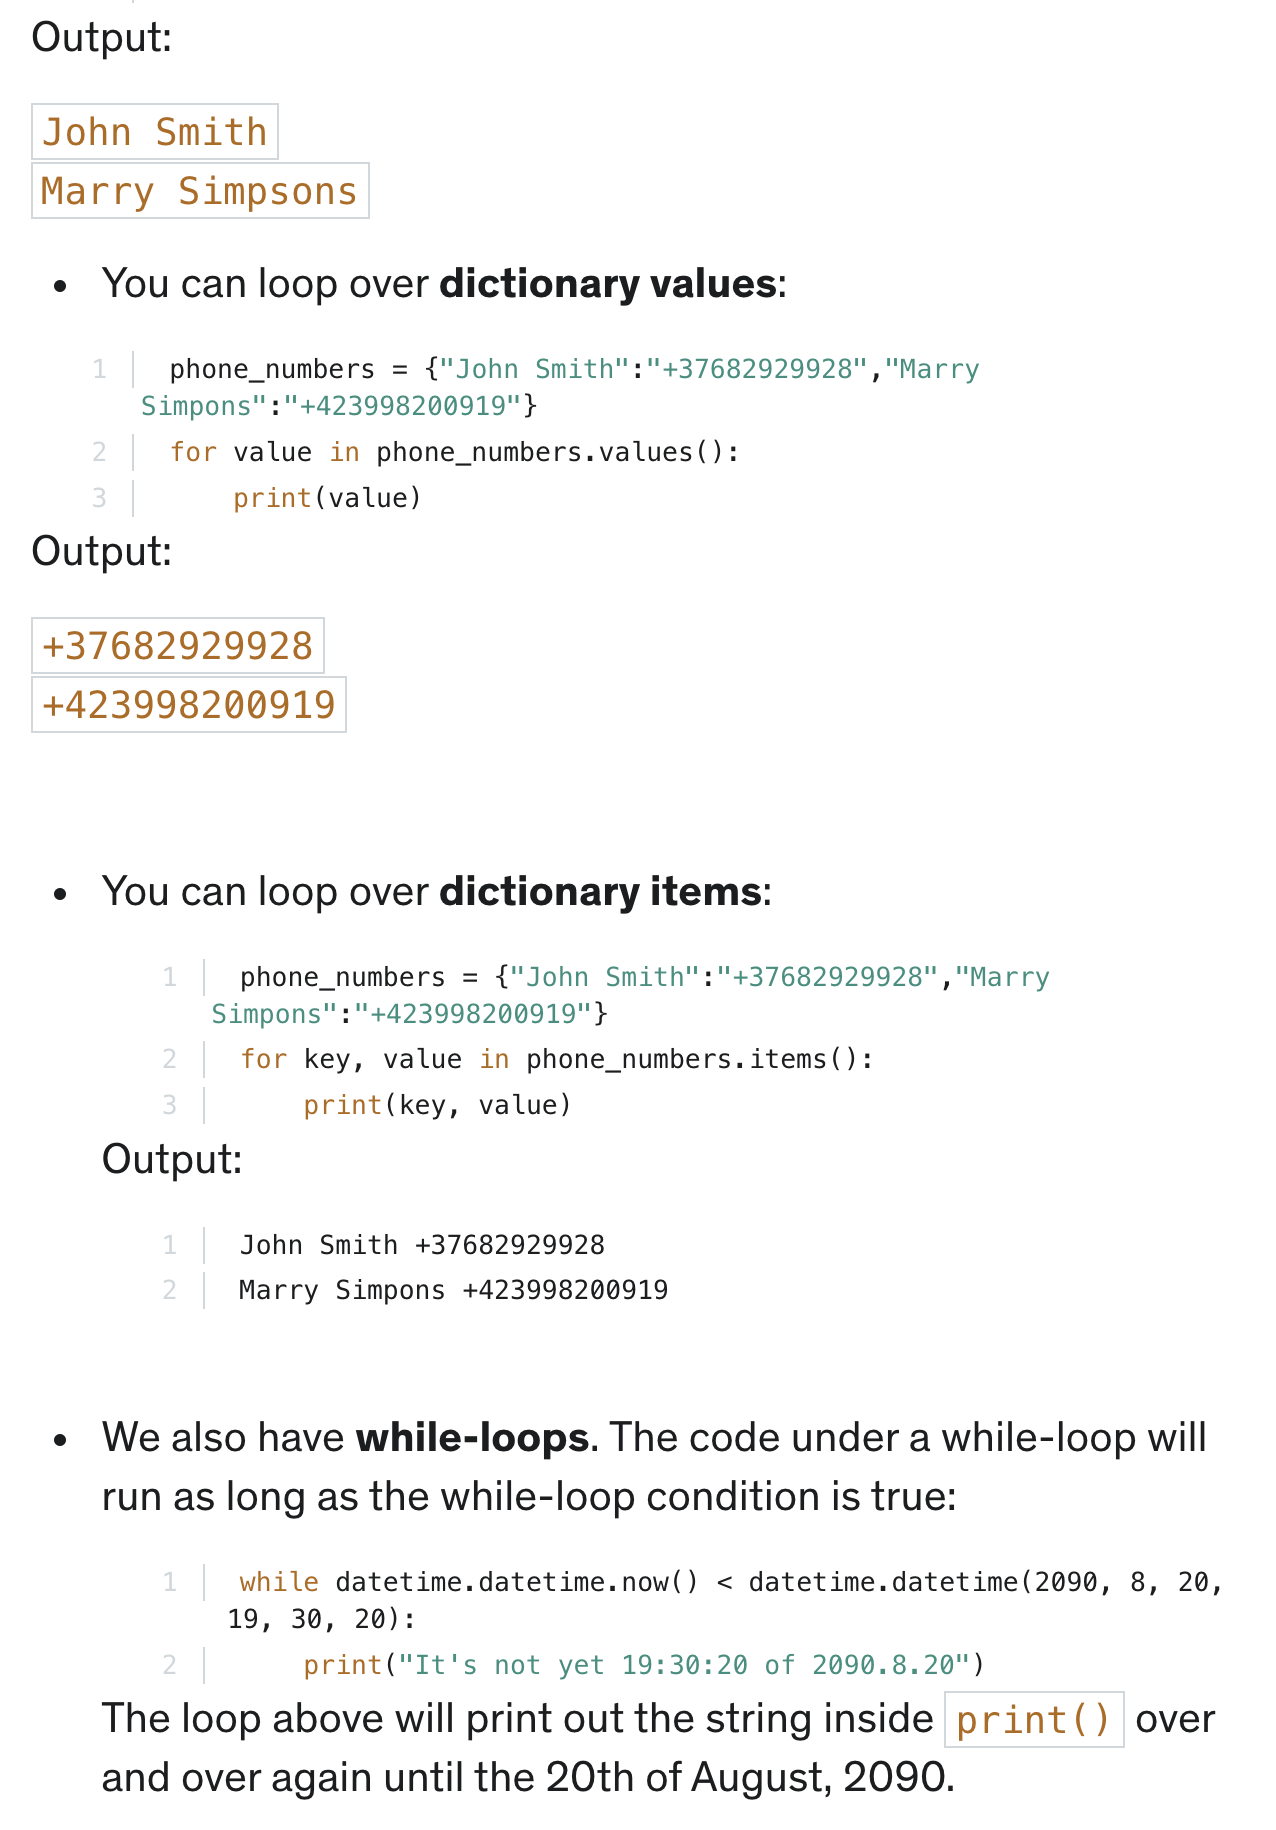 Output:
John Smith
Marry Simpsons
• You can loop over dictionary values:
1 phone_numbers = {"John Smith":"+37682929928","Marry
Simpons":"+423998200919"}
2 for value in phone_numbers.values():
3     print(value)
Output:
+37682929928
+423998200919
• You can loop over dictionary items:
1 phone_numbers = {"John Smith":"+37682929928","Marry
Simpons":"+423998200919"}
2 for key, value in phone_numbers.items():
3     print(key, value)
Output:
1 John Smith +37682929928
2 Marry Simpons +423998200919
• We also have while-loops. The code under a while-loop will
run as long as the while-loop condition is true:
1 while datetime.datetime.now() < datetime.datetime(2090, 8, 20,
19, 30, 20):
2     print("It's not yet 19:30:20 of 2090.8.20")
The loop above will print out the string inside print() over
and over again until the 20th of August, 2090.